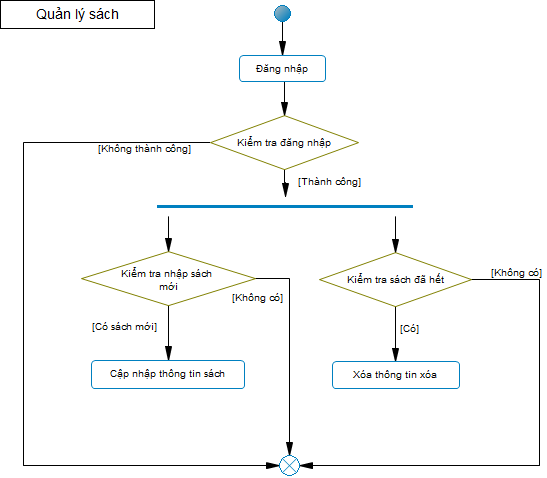 Quản lý sách
Đăng nhập
Kiểm tra đăng nhập
[Không thành công]
[Thành công]
Kiểm tra nhập sách
mới
[Không có]
Kiểm tra sách đã hết
[Không có]
[Có sách mới]
[Có]
Cập nhập thông tin sách
Xóa thông tin xóa